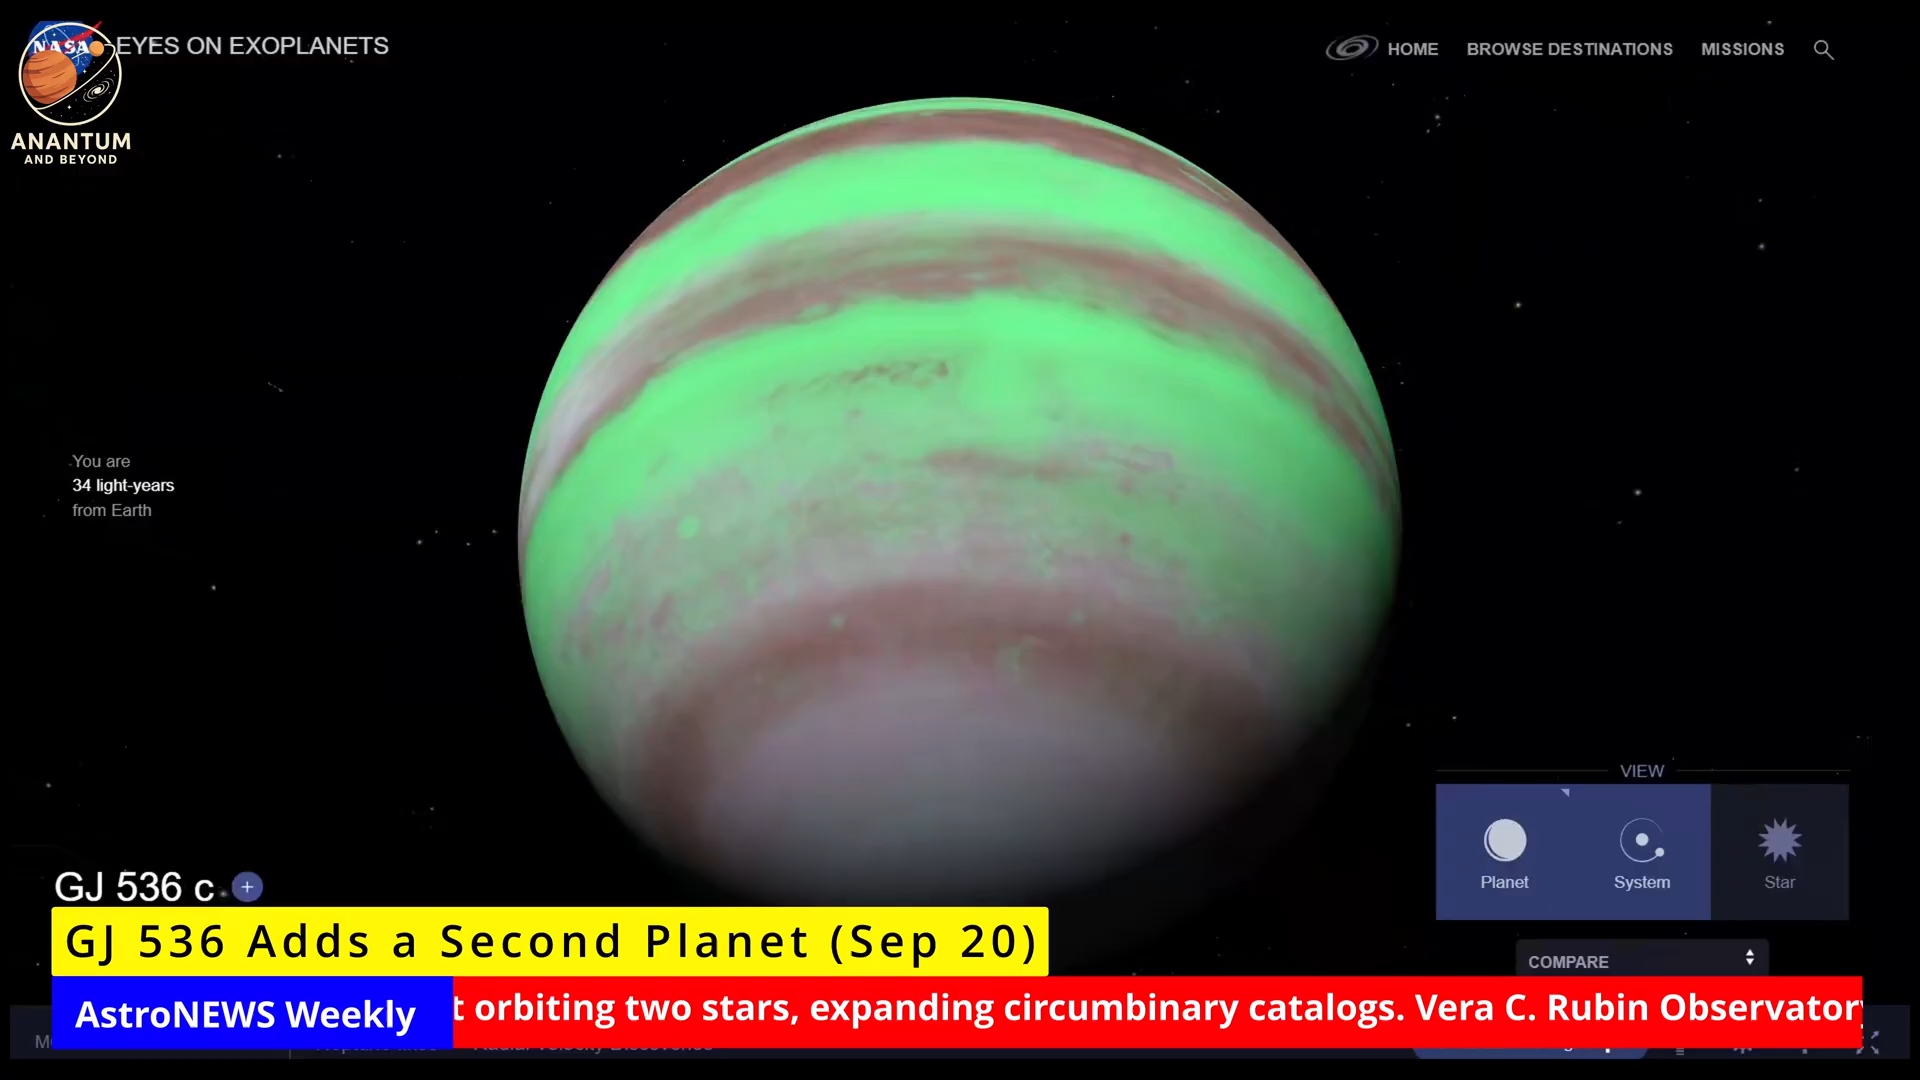 NASA
EYES ON EXOPLANETS
HOME
BROWSE DESTINATIONS
MISSIONS
ANANTUM
AND BEYOND
You are
34 light-years
from Earth
VIEW
Planet
System
Star
GJ 536 c
+
COMPARE
GJ 536 Adds a Second Planet (Sep 20)
AstroNEWS Weekly
t orbiting two stars, expanding circumbinary catalogs. Vera C. Rubin Observatory